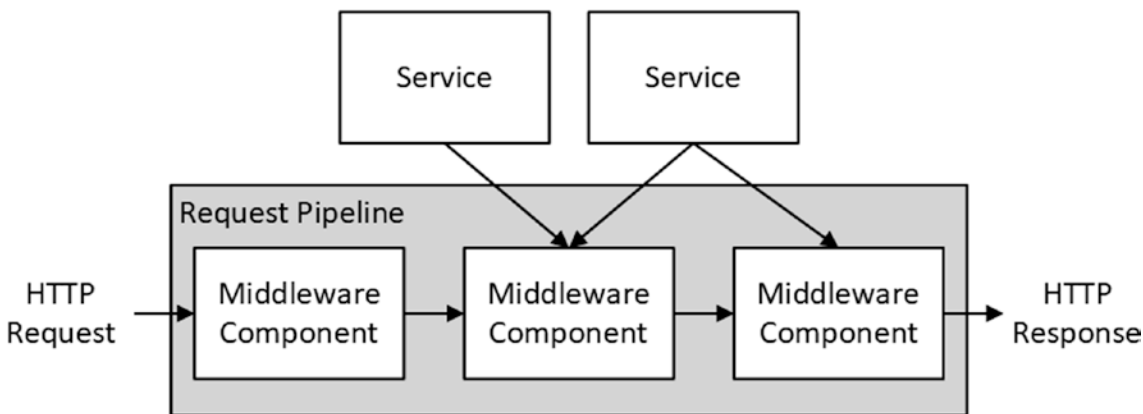 Service
Service
Request Pipeline
HTTP
Request
Middleware
Component
Middleware
Component
Middleware
Component
HTTP
Response